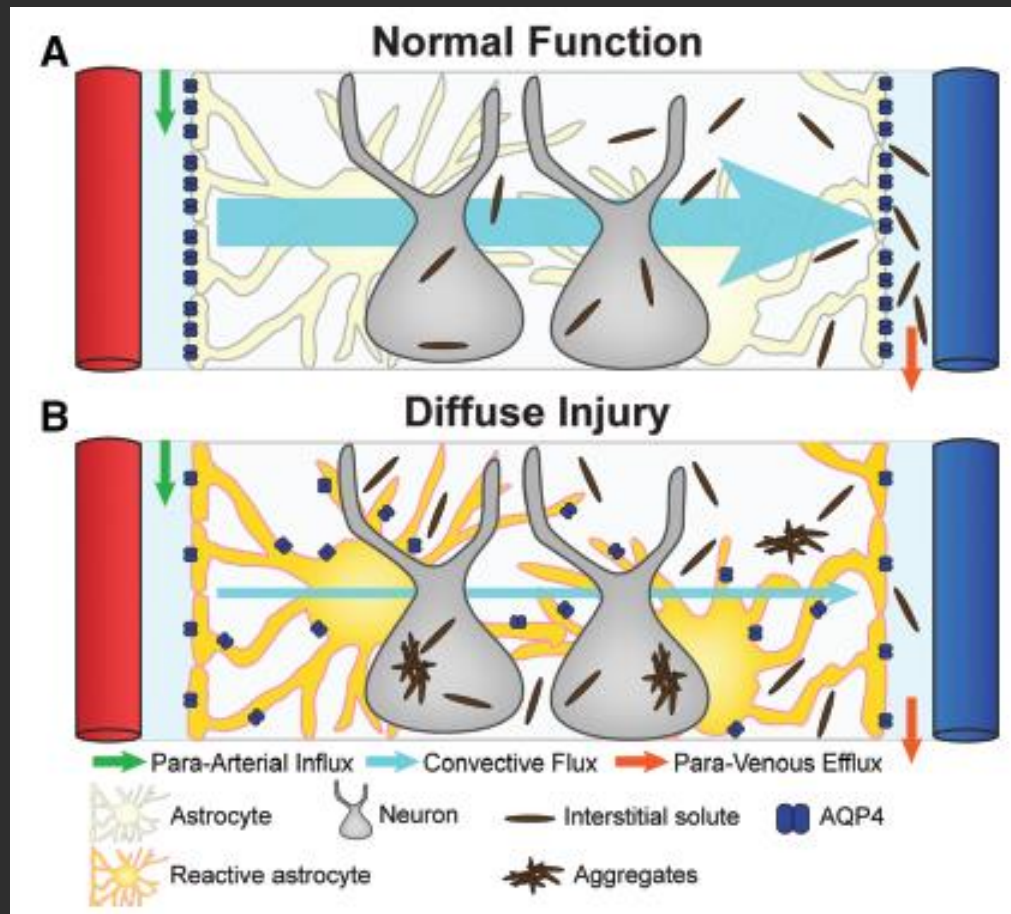 A
Normal Function
B
Diffuse Injury
Para-Arterial Influx Convective Flux Para-Venous Efflux
Astrocyte Neuron Interstitial solute AQP4
Reactive astrocyte Aggregates